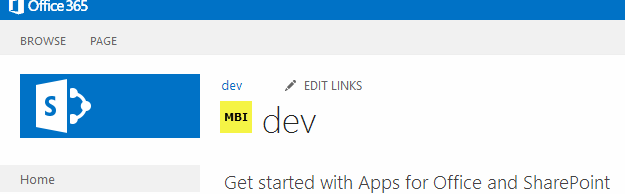 Office 365
BROWSE PAGE
dev EDIT LINKS
S
MBI dev
Home
Get started with Apps for Office and SharePoint